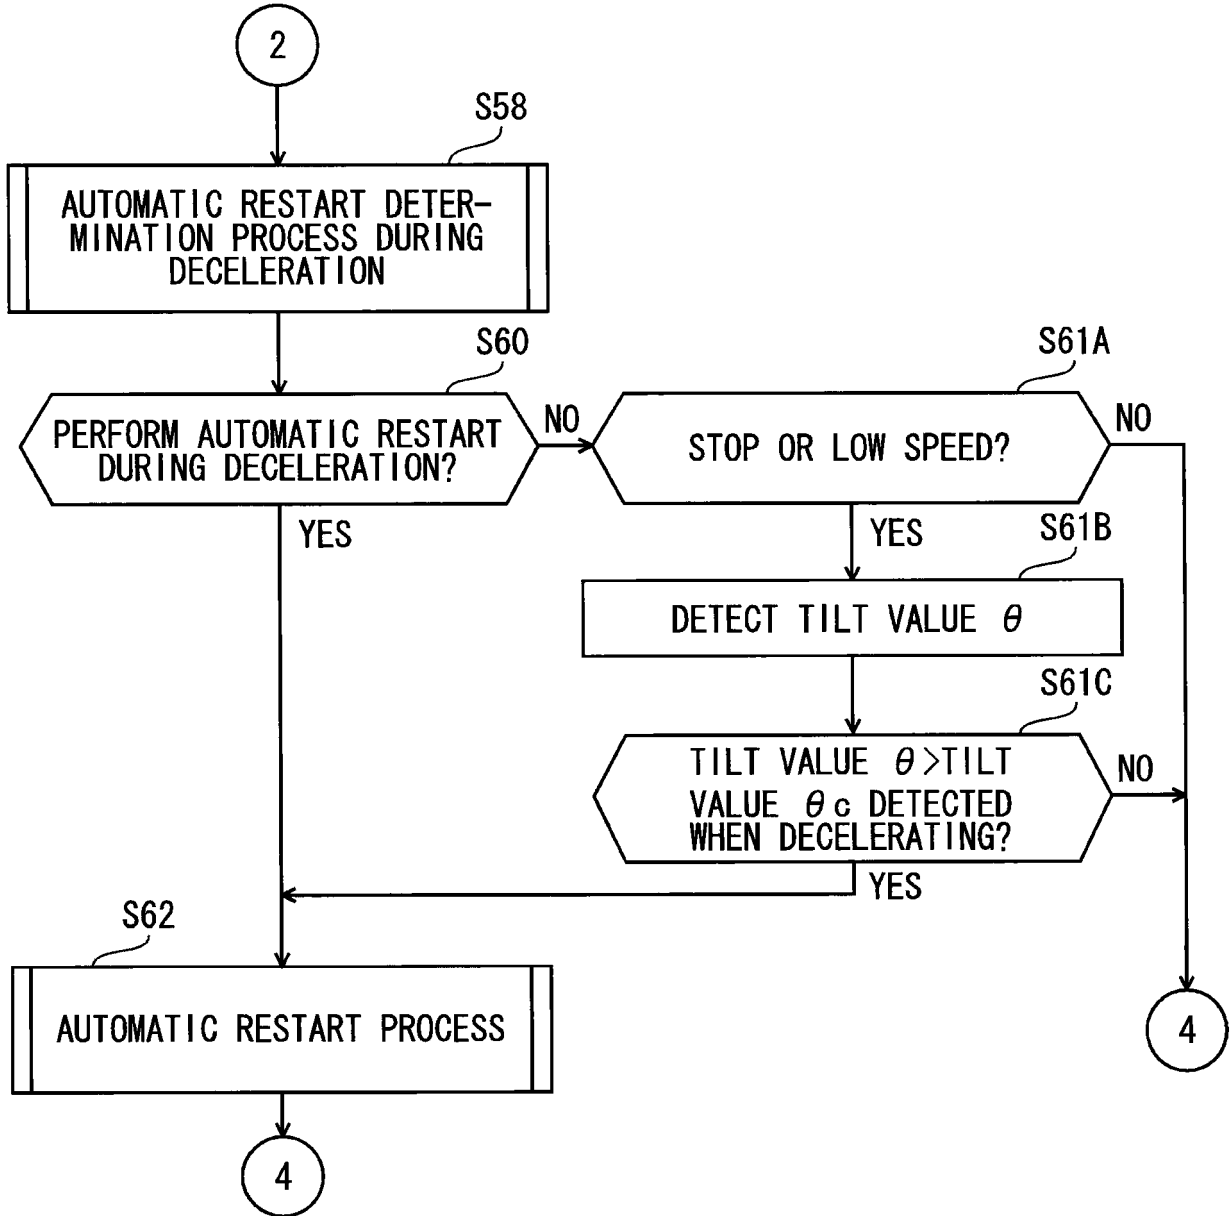 2
S58
AUTOMATIC RESTART DETER-
MINATION PROCESS DURING
DECELERATION
S60
PERFORM AUTOMATIC RESTART
DURING DECELERATION?
NO
YES
S61A
STOP OR LOW SPEED?
NO
YES
S61B
DETECT TILT VALUE θ
S61C
TILT VALUE θ>TILT
VALUE θc DETECTED
WHEN DECELERATING?
NO
YES
S62
AUTOMATIC RESTART PROCESS
4
4